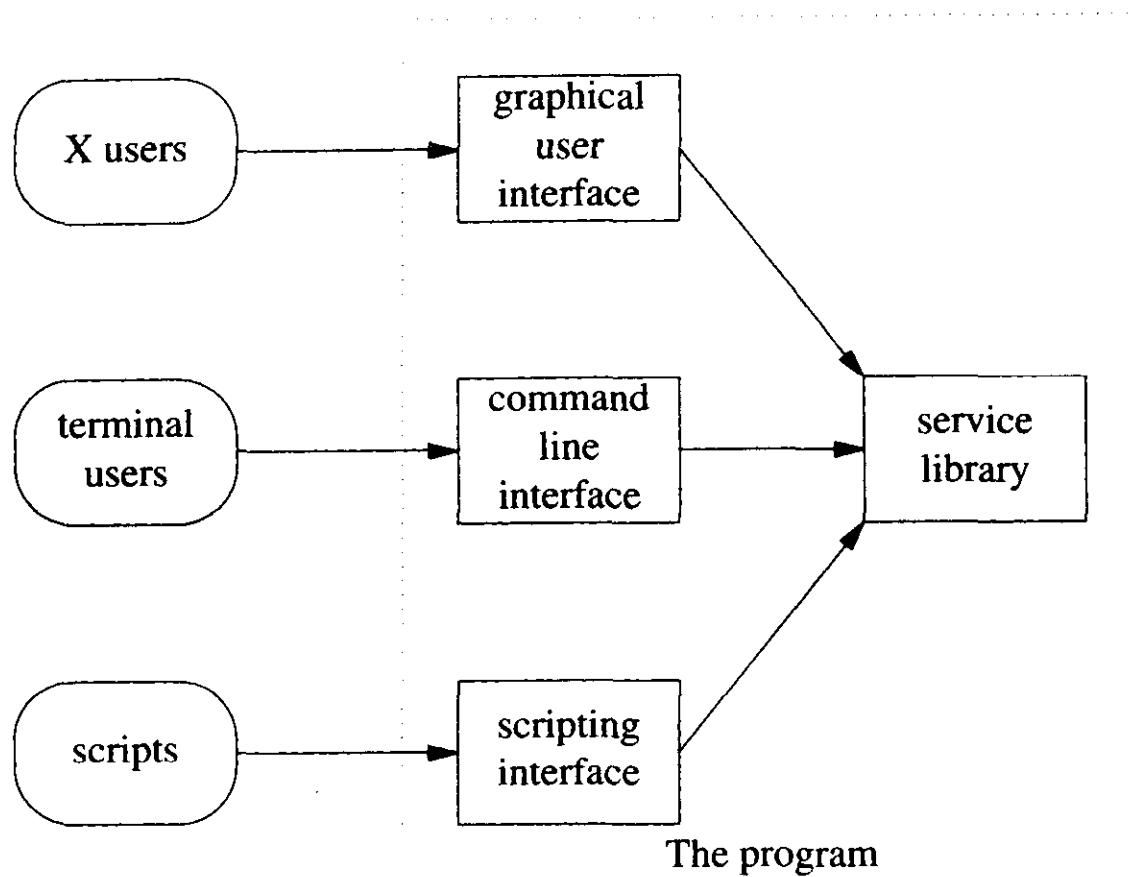 X users
graphical
user
interface
terminal
users
command
line
interface
service
library
scripts
scripting
interface
The program